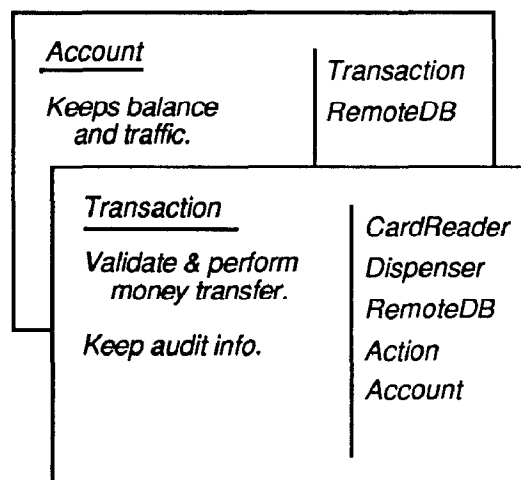 Account
Keeps balance
and traffic.
Transaction
RemoteDB
Transaction
Validate & perform
money transfer.
Keep audit info.
CardReader
Dispenser
RemoteDB
Action
Account